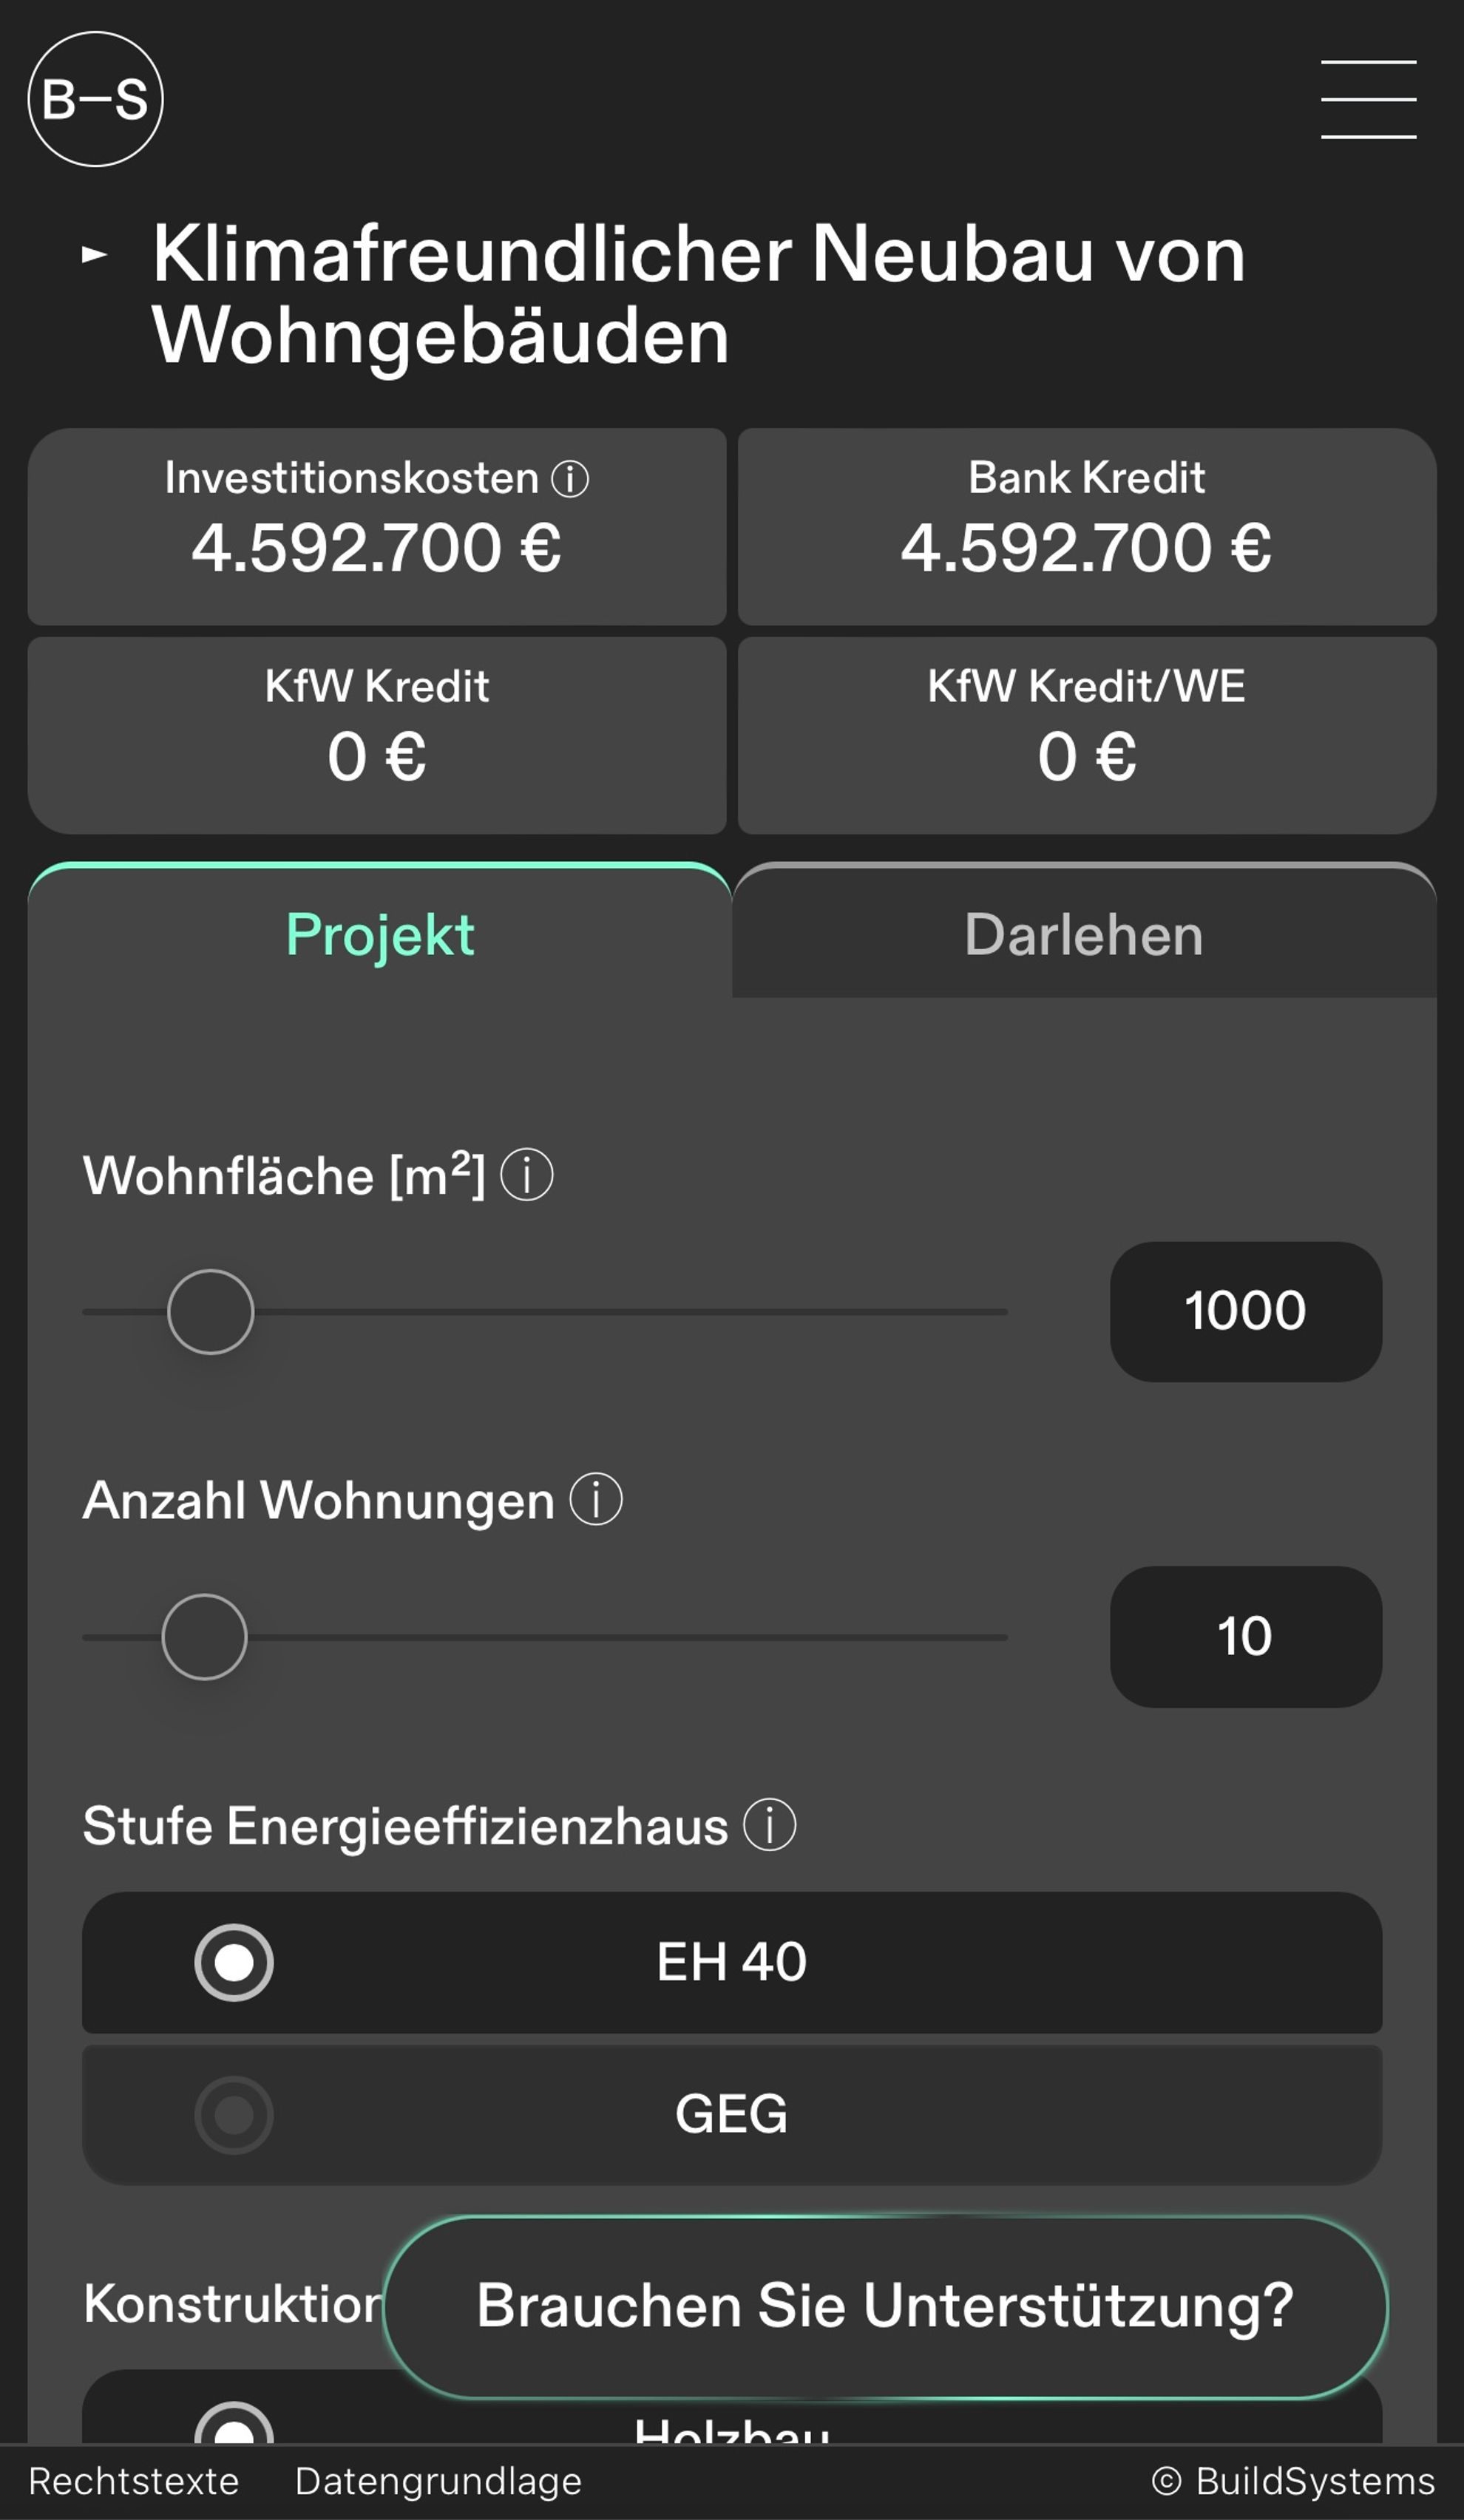 B—S
Klimafreundlicher Neubau von
Wohngebäuden
Investitionskosten ⓘ
4.592.700 €
Bank Kredit
4.592.700 €
KfW Kredit
0 €
KfW Kredit/WE
0 €
Projekt
Darlehen
Wohnfläche [m²] ⓘ
1000
Anzahl Wohnungen ⓘ
10
Stufe Energieeffizienzhaus ⓘ
EH 40
GEG
Konstruktion
Brauchen Sie Unterstützung?
Holzbau
Rechtstexte Datengrundlage © BuildSystems